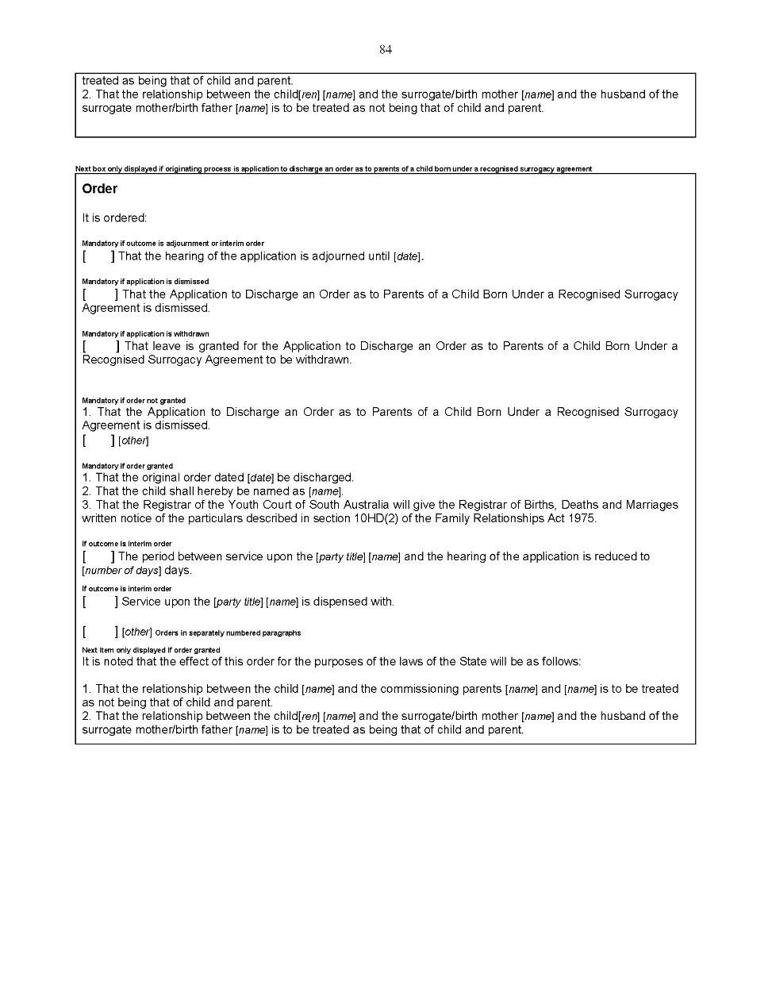 84
treated as being that of child and parent.
2. That the relationship between the child[ren] [name] and the surrogate/birth mother [name] and the husband of the
surrogate mother/birth father [name] is to be treated as not being that of child and parent.
Next box only displayed if originating process is application to discharge an order as to parents of a child born under a recognised surrogacy agreement
Order
It is ordered:
Mandatory if outcome is adjournment or interim order
[ ] That the hearing of the application is adjourned until [date].
Mandatory if application is dismissed
[ ] That the Application to Discharge an Order as to Parents of a Child Born Under a Recognised Surrogacy
Agreement is dismissed.
Mandatory if application is withdrawn
[ ] That leave is granted for the Application to Discharge an Order as to Parents of a Child Born Under a
Recognised Surrogacy Agreement to be withdrawn.
Mandatory if order not granted
1. That the Application to Discharge an Order as to Parents of a Child Born Under a Recognised Surrogacy
Agreement is dismissed.
[ ] [other]
Mandatory if order granted
1. That the original order dated [date] be discharged.
2. That the child shall hereby be named as [name].
3. That the Registrar of the Youth Court of South Australia will give the Registrar of Births, Deaths and Marriages
written notice of the particulars described in section 10HD(2) of the Family Relationships Act 1975.
If outcome is interim order
[ ] The period between service upon the [party title] [name] and the hearing of the application is reduced to
[number of days] days.
If outcome is interim order
[ ] Service upon the [party title] [name] is dispensed with.
[ ] [other] Orders in separately numbered paragraphs
Next item only displayed if order granted
It is noted that the effect of this order for the purposes of the laws of the State will be as follows:
1. That the relationship between the child [name] and the commissioning parents [name] and [name] is to be treated
as not being that of child and parent.
2. That the relationship between the child[ren] [name] and the surrogate/birth mother [name] and the husband of the
surrogate mother/birth father [name] is to be treated as being that of child and parent.